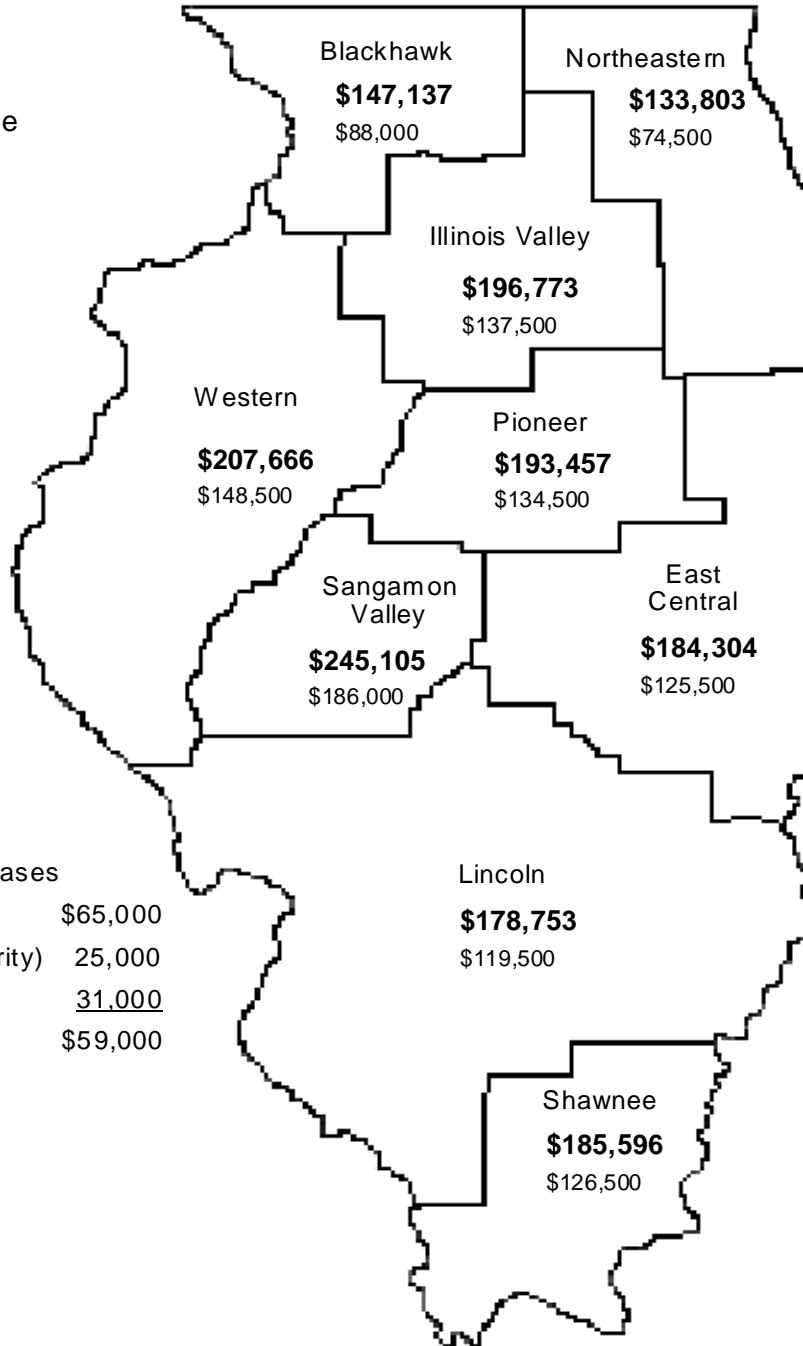 Blackhawk
$147,137
$88,000
Northeastern
$133,803
$74,500
e
Illinois Valley
$196,773
$137,500
Western
$207,666
$148,500
Pioneer
$193,457
$134,500
Sangamon
Valley
$245,105
$186,000
East
Central
$184,304
$125,500
ases
$65,000
rity) 25,000
31,000
$59,000
Lincoln
$178,753
$119,500
Shawnee
$185,596
$126,500